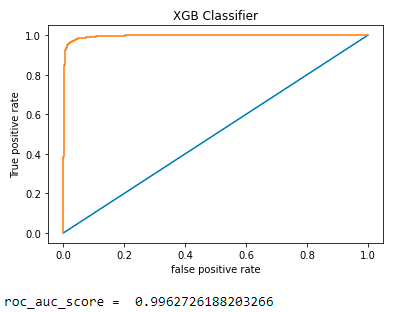 XGB Classifier
True positive rate
1.0
0.8
0.6
0.4
0.2
0.0
0.0 0.2 0.4 0.6 0.8 1.0
false positive rate
roc_auc_score =  0.9962726188203266